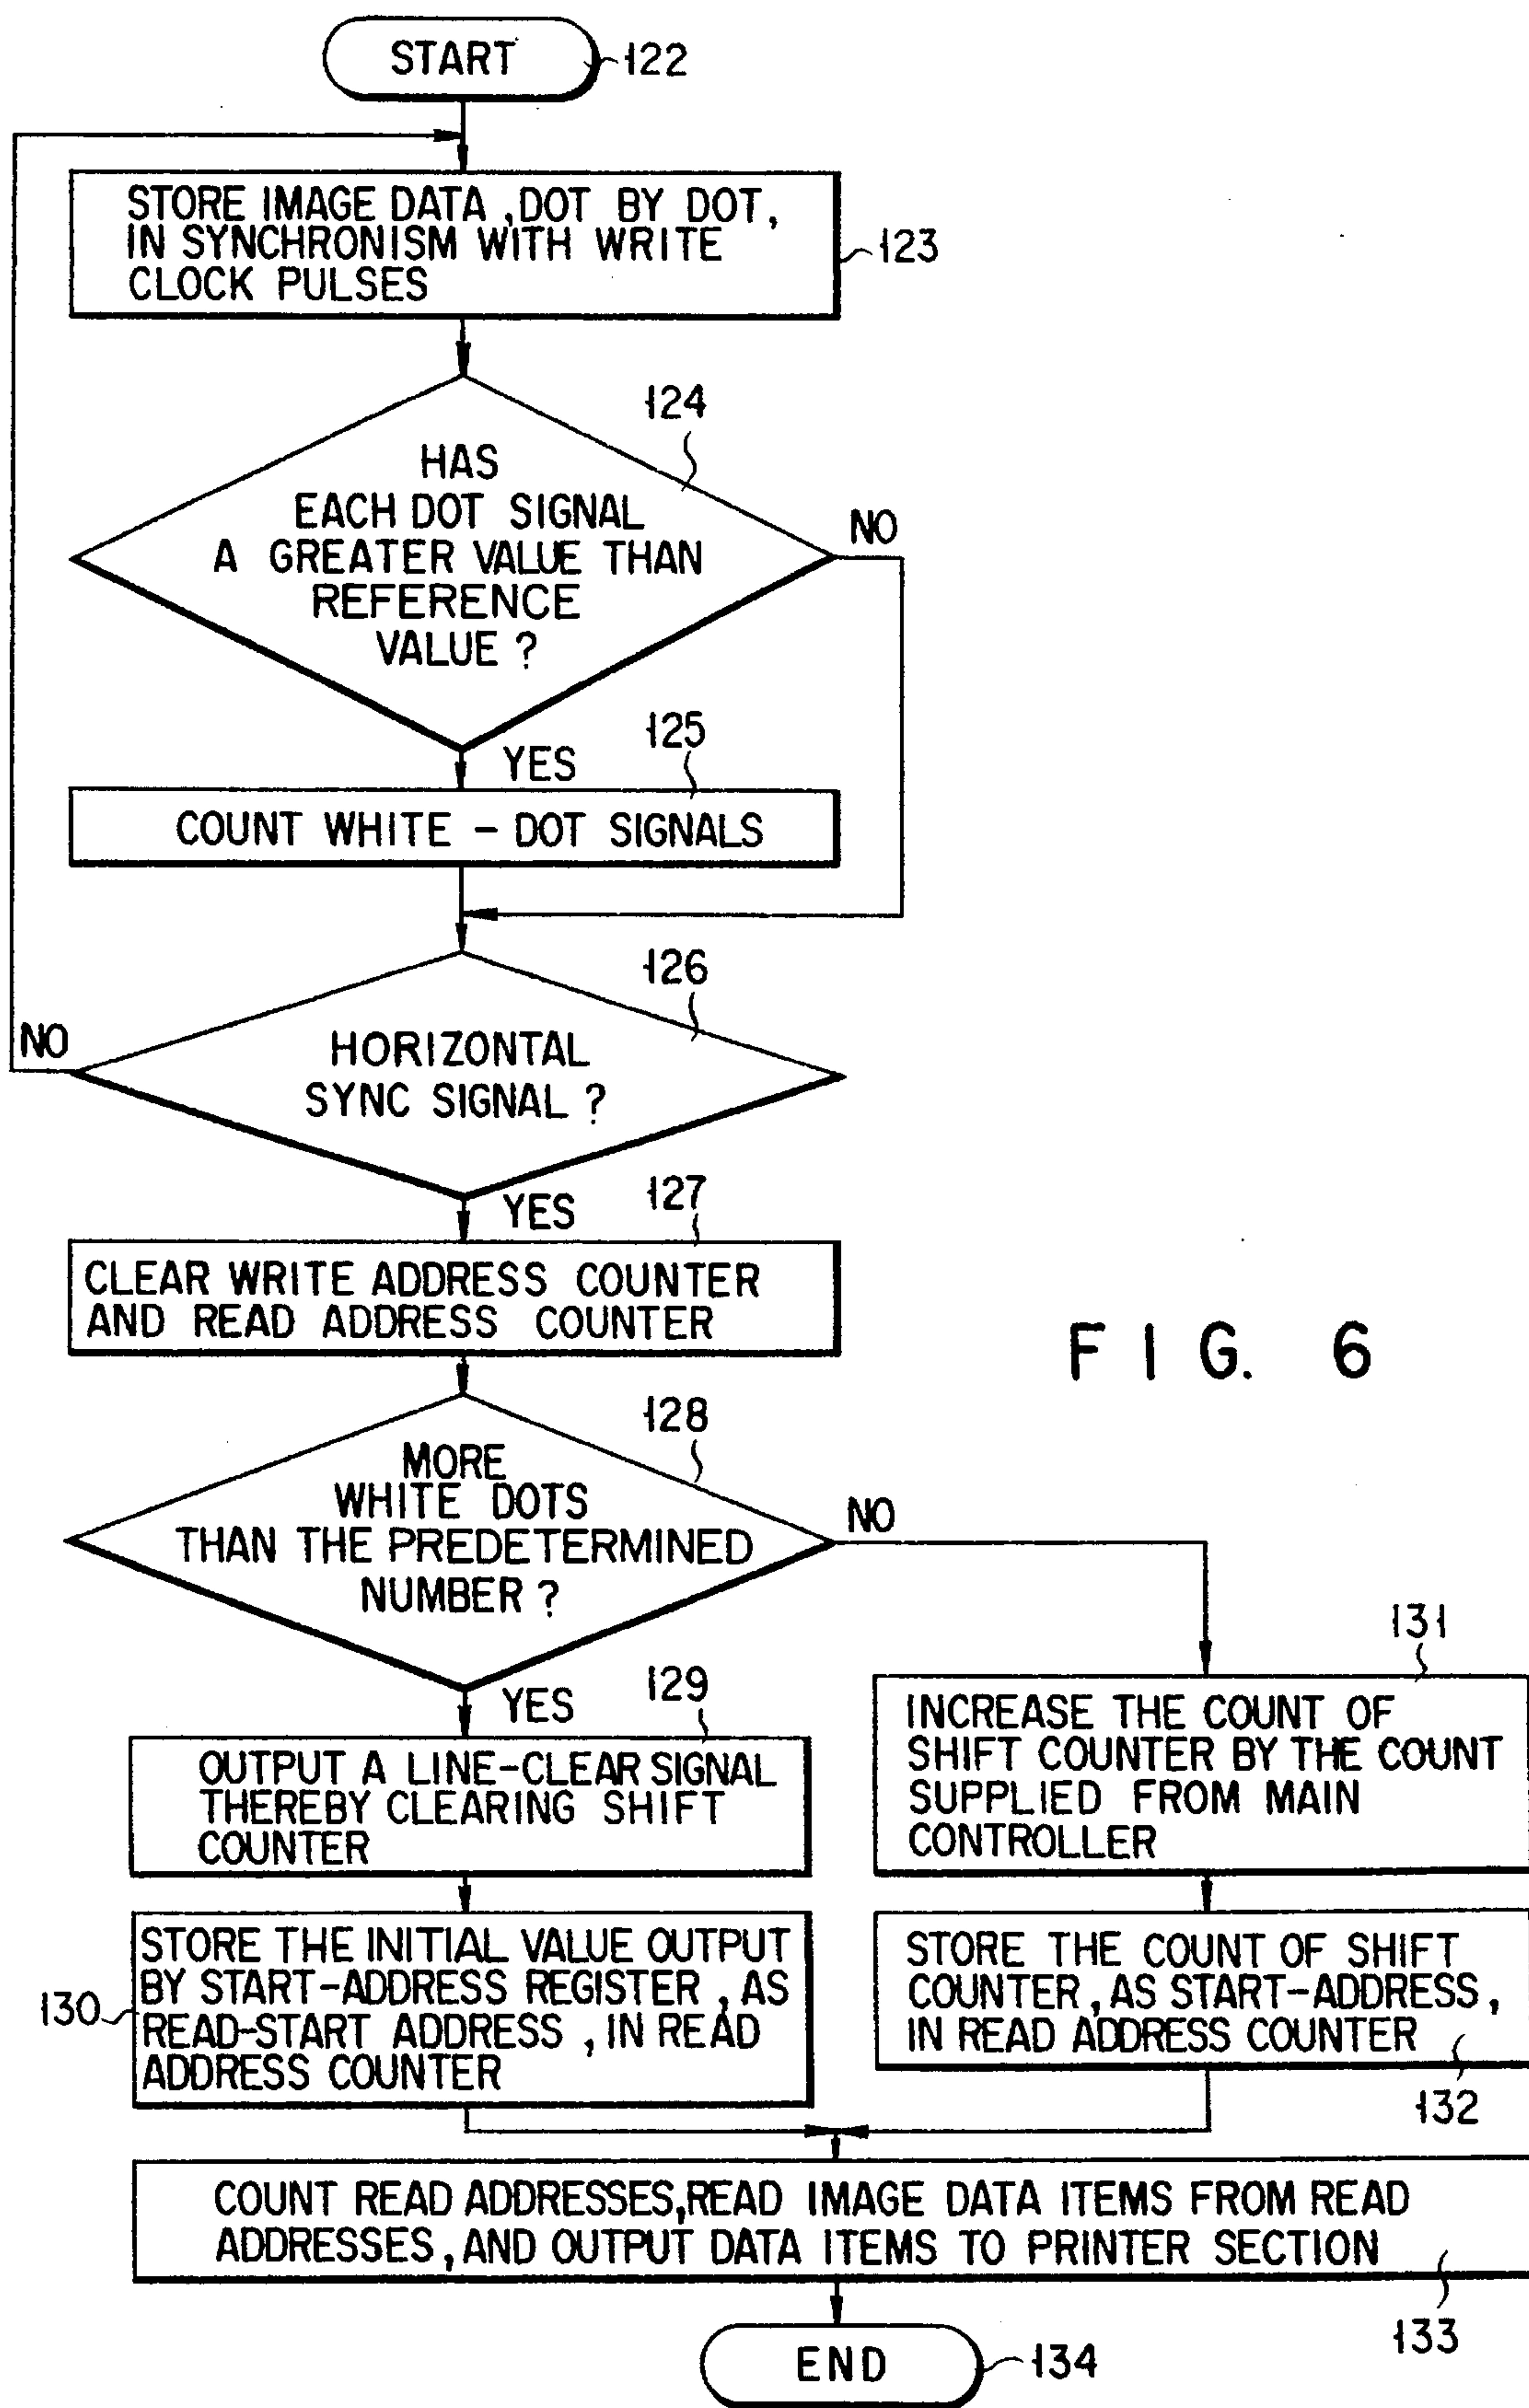 START
122
STORE IMAGE DATA, DOT BY DOT,
IN SYNCHRONISM WITH WRITE
CLOCK PULSES
123
124
HAS
EACH DOT SIGNAL
A GREATER VALUE THAN
REFERENCE
VALUE ?
NO
YES
125
COUNT WHITE - DOT SIGNALS
126
HORIZONTAL
SYNC SIGNAL ?
NO
YES
127
CLEAR WRITE ADDRESS COUNTER
AND READ ADDRESS COUNTER
FIG. 6
128
MORE
WHITE DOTS
THAN THE PREDETERMINED
NUMBER ?
NO
YES
129
OUTPUT A LINE-CLEAR SIGNAL
THEREBY CLEARING SHIFT
COUNTER
131
INCREASE THE COUNT OF
SHIFT COUNTER BY THE COUNT
SUPPLIED FROM MAIN
CONTROLLER
130
STORE THE INITIAL VALUE OUTPUT
BY START-ADDRESS REGISTER, AS
READ-START ADDRESS, IN READ
ADDRESS COUNTER
STORE THE COUNT OF SHIFT
COUNTER, AS START-ADDRESS,
IN READ ADDRESS COUNTER
132
COUNT READ ADDRESSES, READ IMAGE DATA ITEMS FROM READ
ADDRESSES, AND OUTPUT DATA ITEMS TO PRINTER SECTION
133
END
134